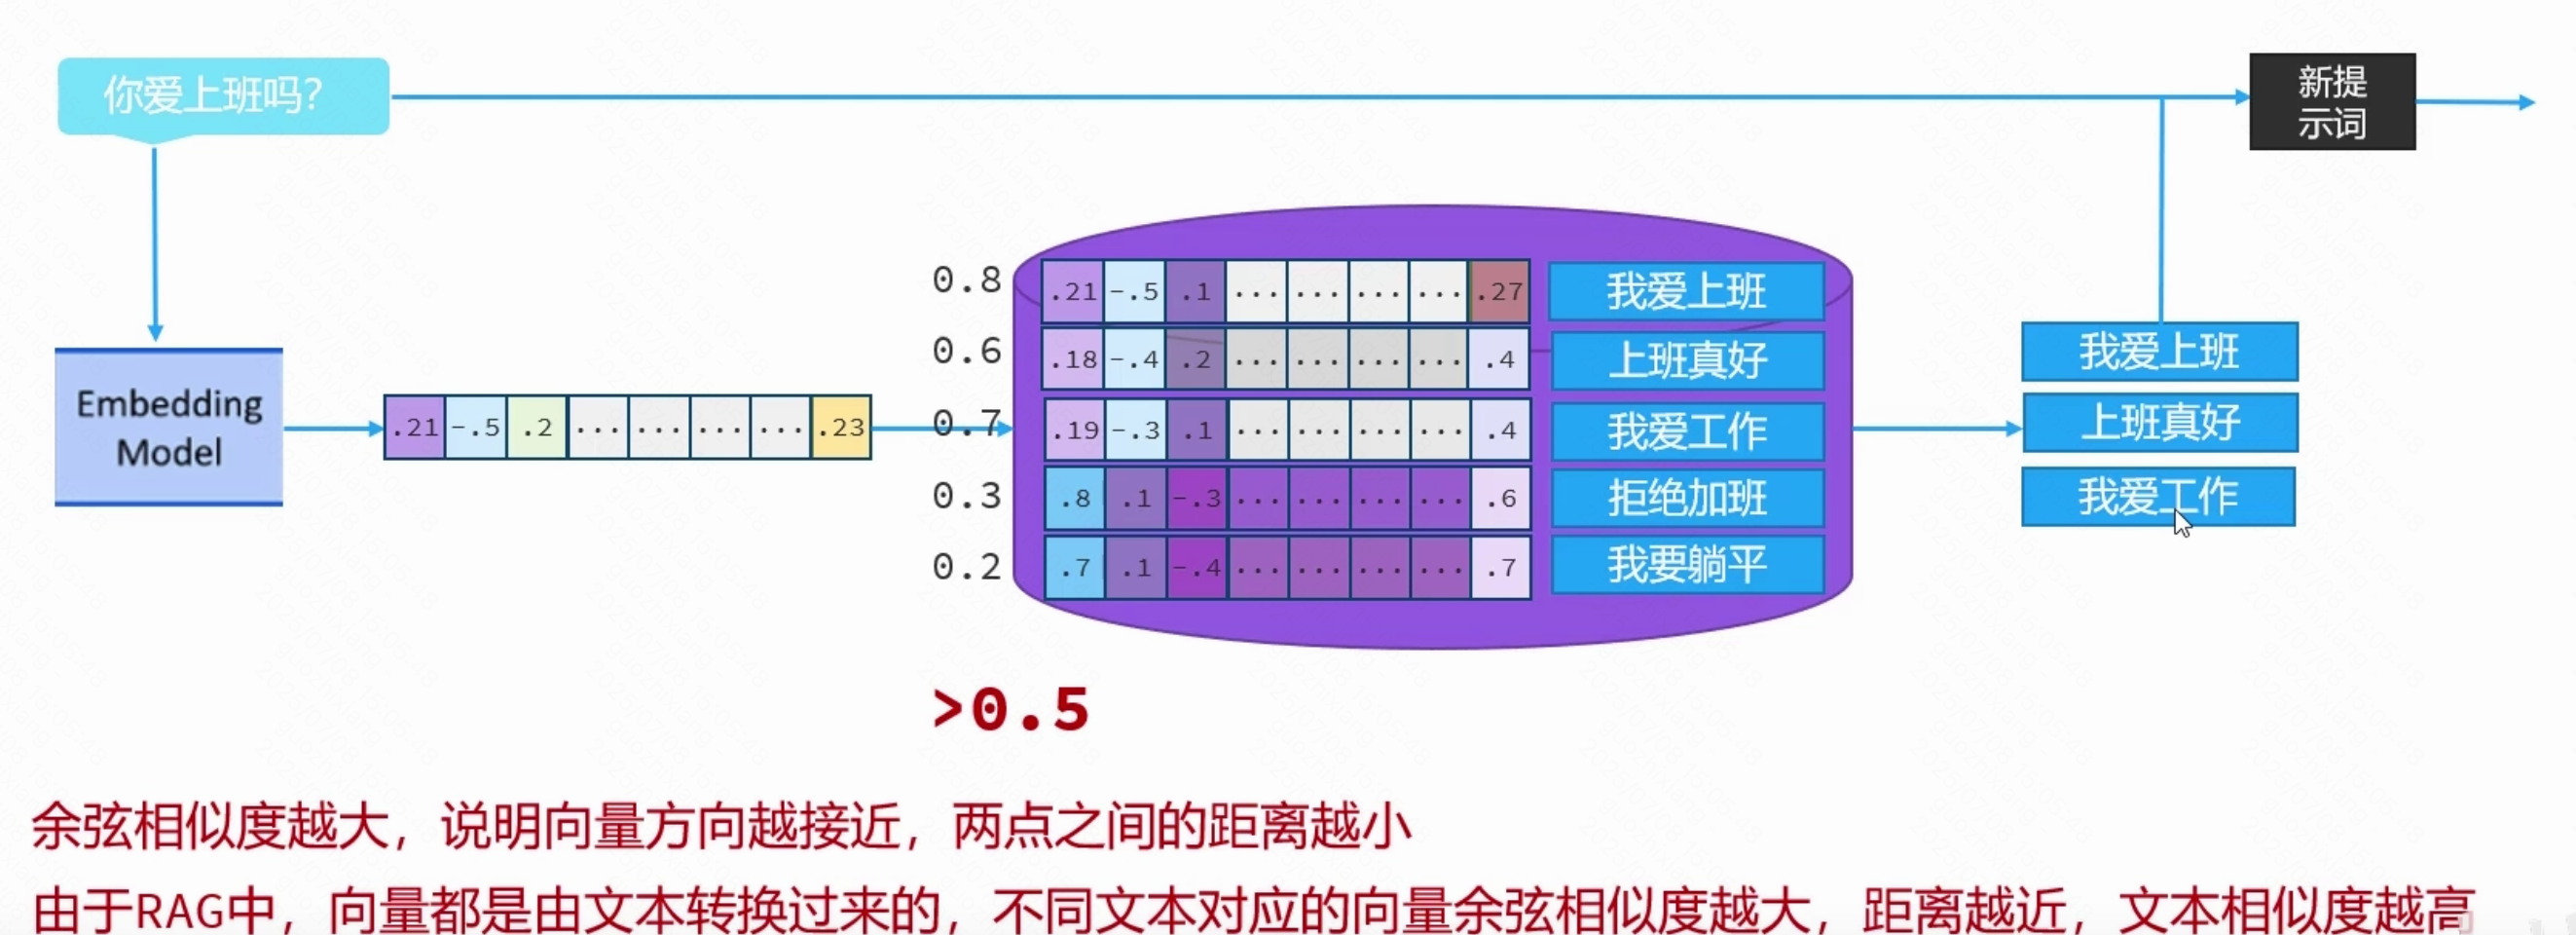 你爱上班吗？
新提
示词
0.8 .21 -.5 .1 ... ... ... ... .27 我爱上班
0.6 .18 -.4 .2 ... ... ... ... .4 上班真好
0.7 .19 -.3 .1 ... ... ... ... .4 我爱工作
0.3 .8 .1 -.3 ... ... ... ... .6 拒绝加班
0.2 .7 .1 -.4 ... ... ... ... .7 我要躺平
Embedding
Model
.21 -.5 .2 ... ... ... ... .23
我爱上班
上班真好
我爱工作
>0.5
余弦相似度越大，说明向量方向越接近，两点之间的距离越小
由于RAG中，向量都是由文本转换过来的，不同文本对应的向量余弦相似度越大，距离越近，文本相似度越高